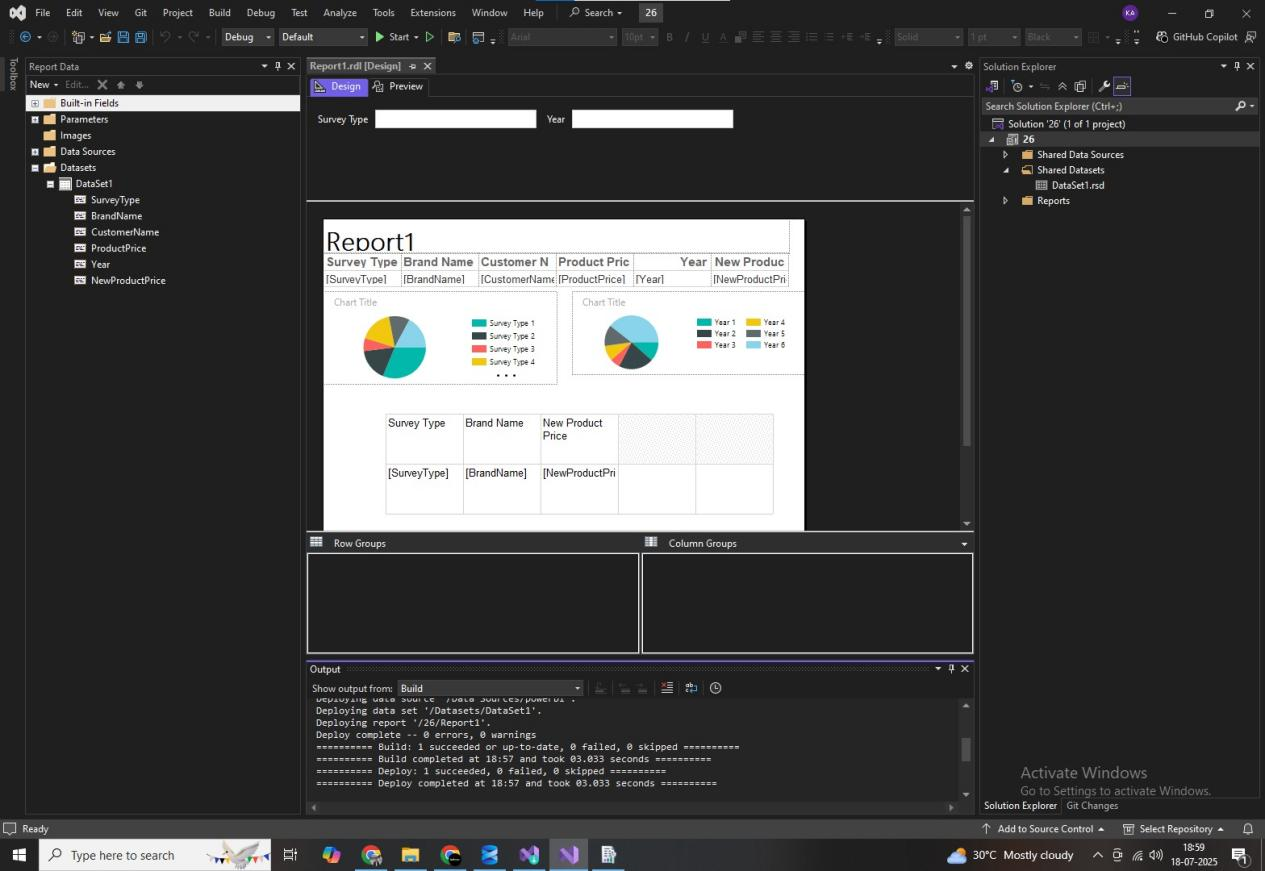 File Edit View Git Project Build Debug Test Analyze Tools Extensions Window Help Search 26 KA
Debug Default Start Arial 10pt B I U A Solid 1 pt Black GitHub Copilot
Toolbox
Report Data
New Edit...
Built-in Fields
Parameters
Images
Data Sources
Datasets
DataSet1
SurveyType
BrandName
CustomerName
ProductPrice
Year
NewProductPrice
Report1.rdl [Design]
Design Preview
Survey Type Year
Report1
Survey Type Brand Name Customer N Product Pric Year New Produc
[SurveyType] [BrandName] [CustomerName [ProductPrice] [Year] [NewProductPri
Chart Title
Survey Type 1
Survey Type 2
Survey Type 3
Survey Type 4
• • •
Chart Title
Year 1 Year 4
Year 2 Year 5
Year 3 Year 6
Survey Type Brand Name New Product
Price
[SurveyType] [BrandName] [NewProductPri
Row Groups Column Groups
Output
Show output from: Build
Deploying data source '/Data Sources/powerbi'.
Deploying data set '/Datasets/DataSet1'.
Deploying report '/26/Report1'.
Deploy complete -- 0 errors, 0 warnings
========== Build: 1 succeeded or up-to-date, 0 failed, 0 skipped ==========
========== Build completed at 18:57 and took 03.033 seconds ==========
========== Deploy: 1 succeeded, 0 failed, 0 skipped ==========
========== Deploy completed at 18:57 and took 03.033 seconds ==========
Solution Explorer
Search Solution Explorer (Ctrl+;)
Solution '26' (1 of 1 project)
26
Shared Data Sources
Shared Datasets
DataSet1.rsd
Reports
Activate Windows
Go to Settings to activate Windows.
Solution Explorer Git Changes
Ready Add to Source Control Select Repository
Type here to search 30°C Mostly cloudy 18:59
18-07-2025
1